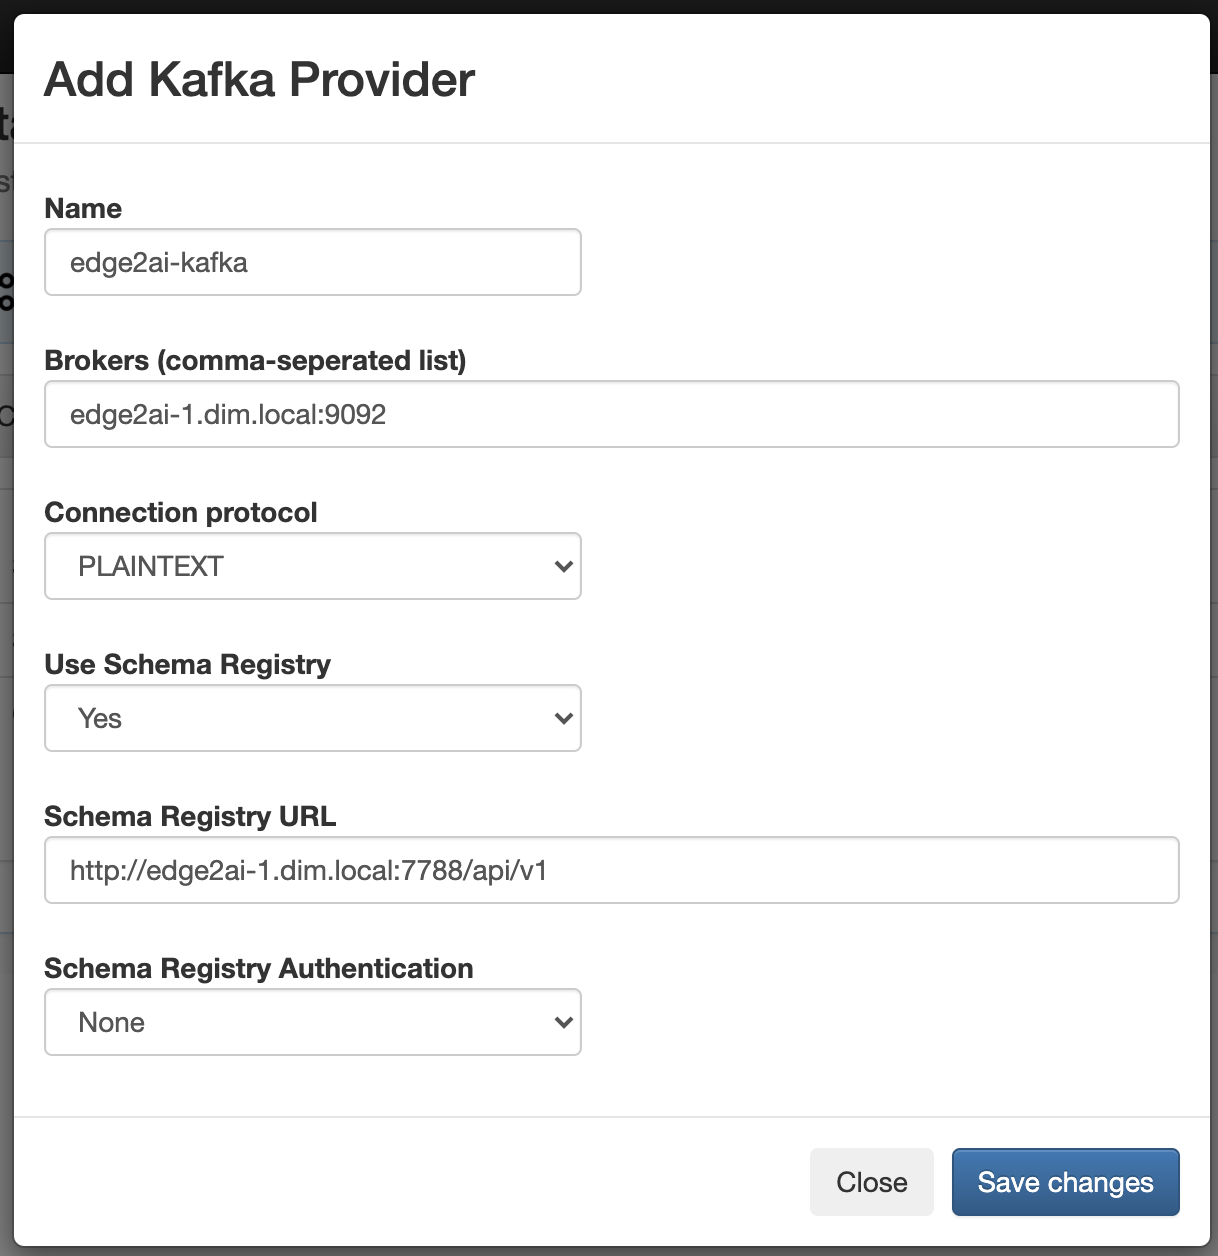 Add Kafka Provider
Name
edge2ai-kafka
Brokers (comma-seperated list)
edge2ai-1.dim.local:9092
Connection protocol
PLAINTEXT
Use Schema Registry
Yes
Schema Registry URL
http://edge2ai-1.dim.local:7788/api/v1
Schema Registry Authentication
None
Close
Save changes